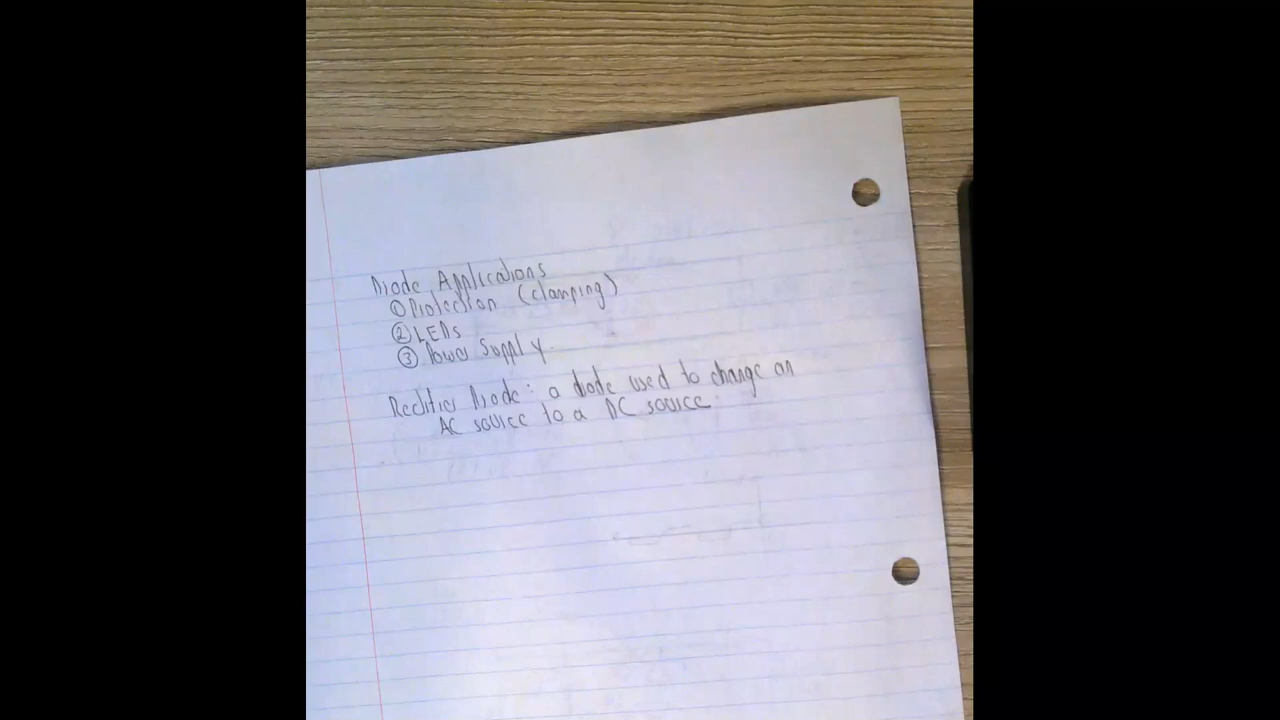 Diode Applications
① Protection (clamping)
② LEDs
③ Power Supply.
Rectifier Diode: a diode used to change an
AC source to a DC source.